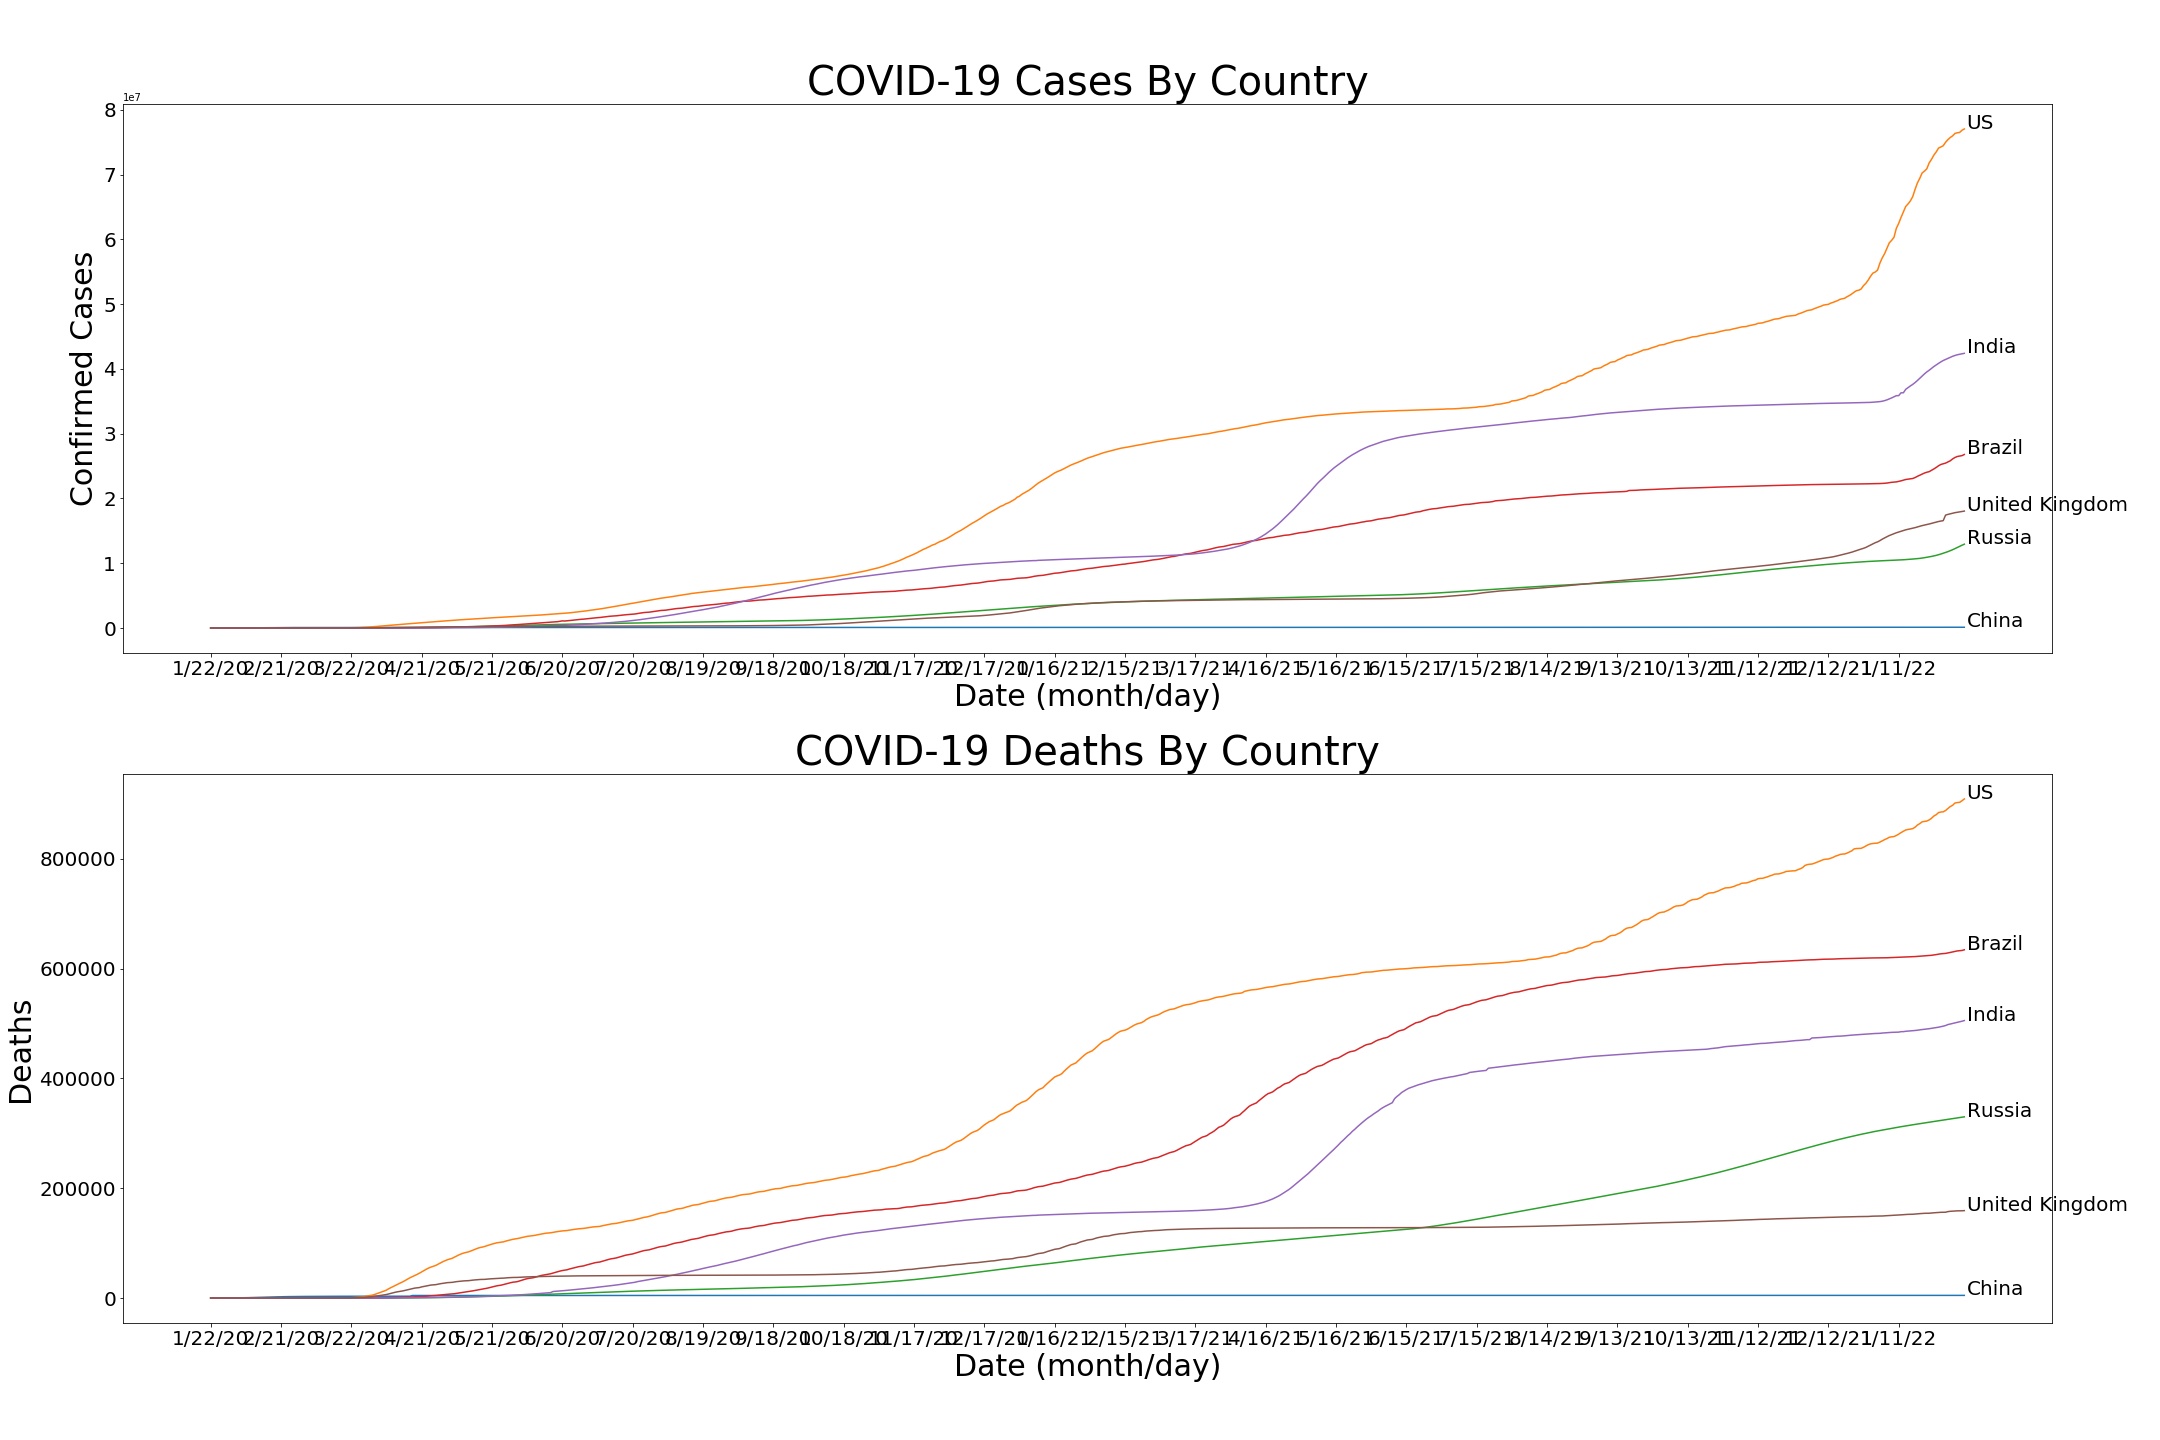 COVID-19 Cases By Country
1e7
8
7
6
5
4
3
2
1
0
Confirmed Cases
US
India
Brazil
United Kingdom
Russia
China
1/22/20 2/21/20 3/22/20 4/21/20 5/21/20 6/20/20 7/20/20 8/19/20 9/18/20 10/18/20 11/17/20 12/17/20 1/16/21 2/15/21 3/17/21 4/16/21 5/16/21 6/15/21 7/15/21 8/14/21 9/13/21 10/13/21 11/12/21 12/12/21 1/11/22
Date (month/day)
COVID-19 Deaths By Country
800000
600000
400000
200000
0
Deaths
US
Brazil
India
Russia
United Kingdom
China
1/22/20 2/21/20 3/22/20 4/21/20 5/21/20 6/20/20 7/20/20 8/19/20 9/18/20 10/18/20 11/17/20 12/17/20 1/16/21 2/15/21 3/17/21 4/16/21 5/16/21 6/15/21 7/15/21 8/14/21 9/13/21 10/13/21 11/12/21 12/12/21 1/11/22
Date (month/day)